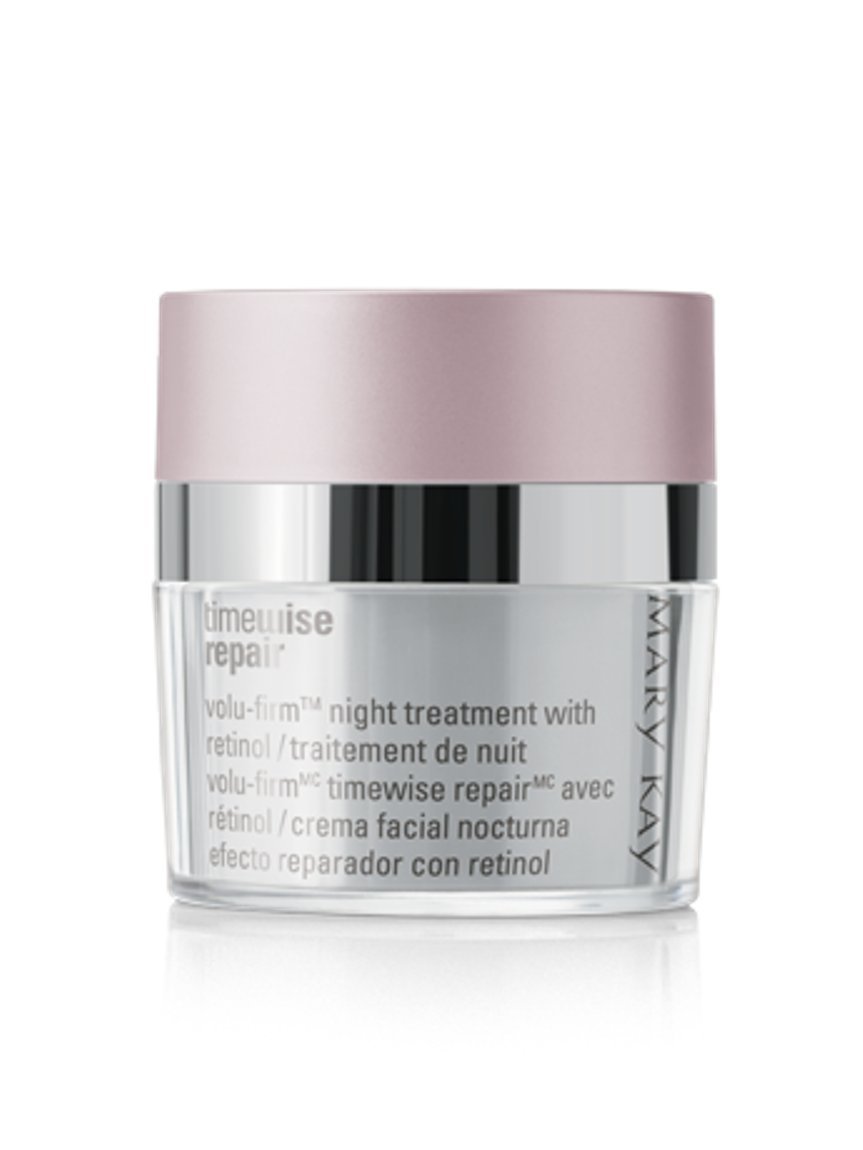 timewise
repair
volu-firm™ night treatment with
retinol / traitement de nuit
volu-firmᴹᶜ timewise repairᴹᶜ avec
rétinol / crema facial nocturna
efecto reparador con retinol
MARY KAY